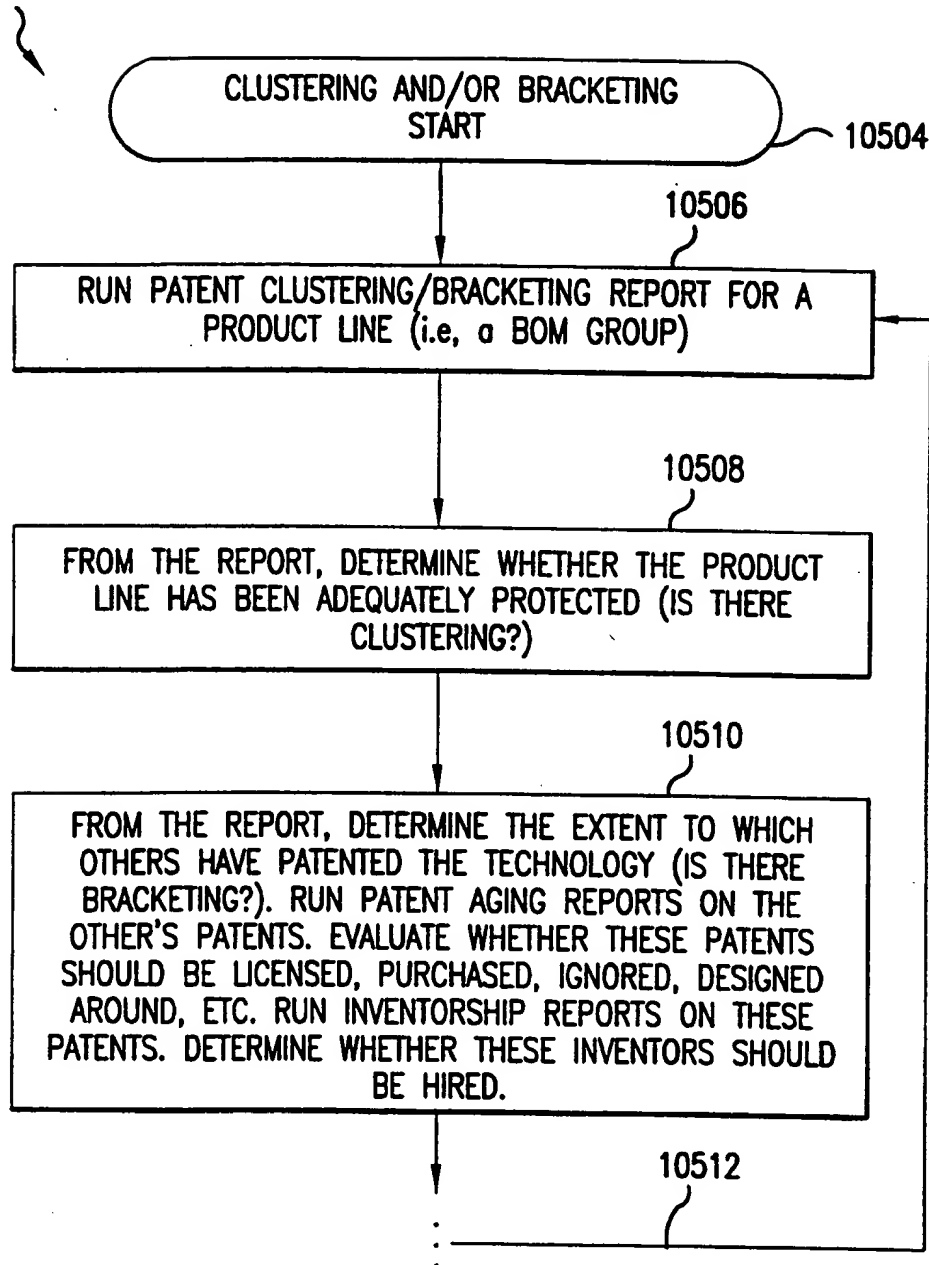 CLUSTERING AND/OR BRACKETING
START
10504
10506
RUN PATENT CLUSTERING/BRACKETING REPORT FOR A
PRODUCT LINE (i.e, a BOM GROUP)
10508
FROM THE REPORT, DETERMINE WHETHER THE PRODUCT
LINE HAS BEEN ADEQUATELY PROTECTED (IS THERE
CLUSTERING?)
10510
FROM THE REPORT, DETERMINE THE EXTENT TO WHICH
OTHERS HAVE PATENTED THE TECHNOLOGY (IS THERE
BRACKETING?). RUN PATENT AGING REPORTS ON THE
OTHER'S PATENTS. EVALUATE WHETHER THESE PATENTS
SHOULD BE LICENSED, PURCHASED, IGNORED, DESIGNED
AROUND, ETC. RUN INVENTORSHIP REPORTS ON THESE
PATENTS. DETERMINE WHETHER THESE INVENTORS SHOULD
BE HIRED.
10512